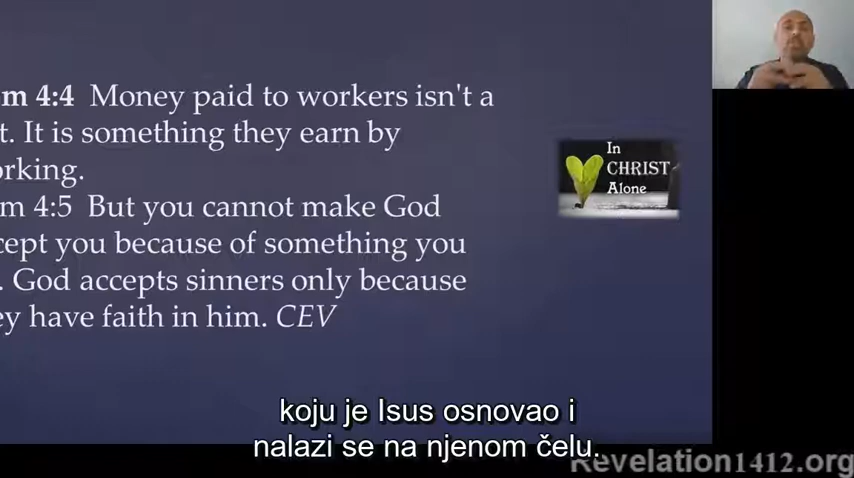 m 4:4 Money paid to workers isn't a
t. It is something they earn by
orking.
m 4:5 But you cannot make God
cept you because of something you
. God accepts sinners only because
ey have faith in him. CEV
In
CHRIST
Alone
koju je Isus osnovao i
nalazi se na njenom čelu.
Revelation1412.org